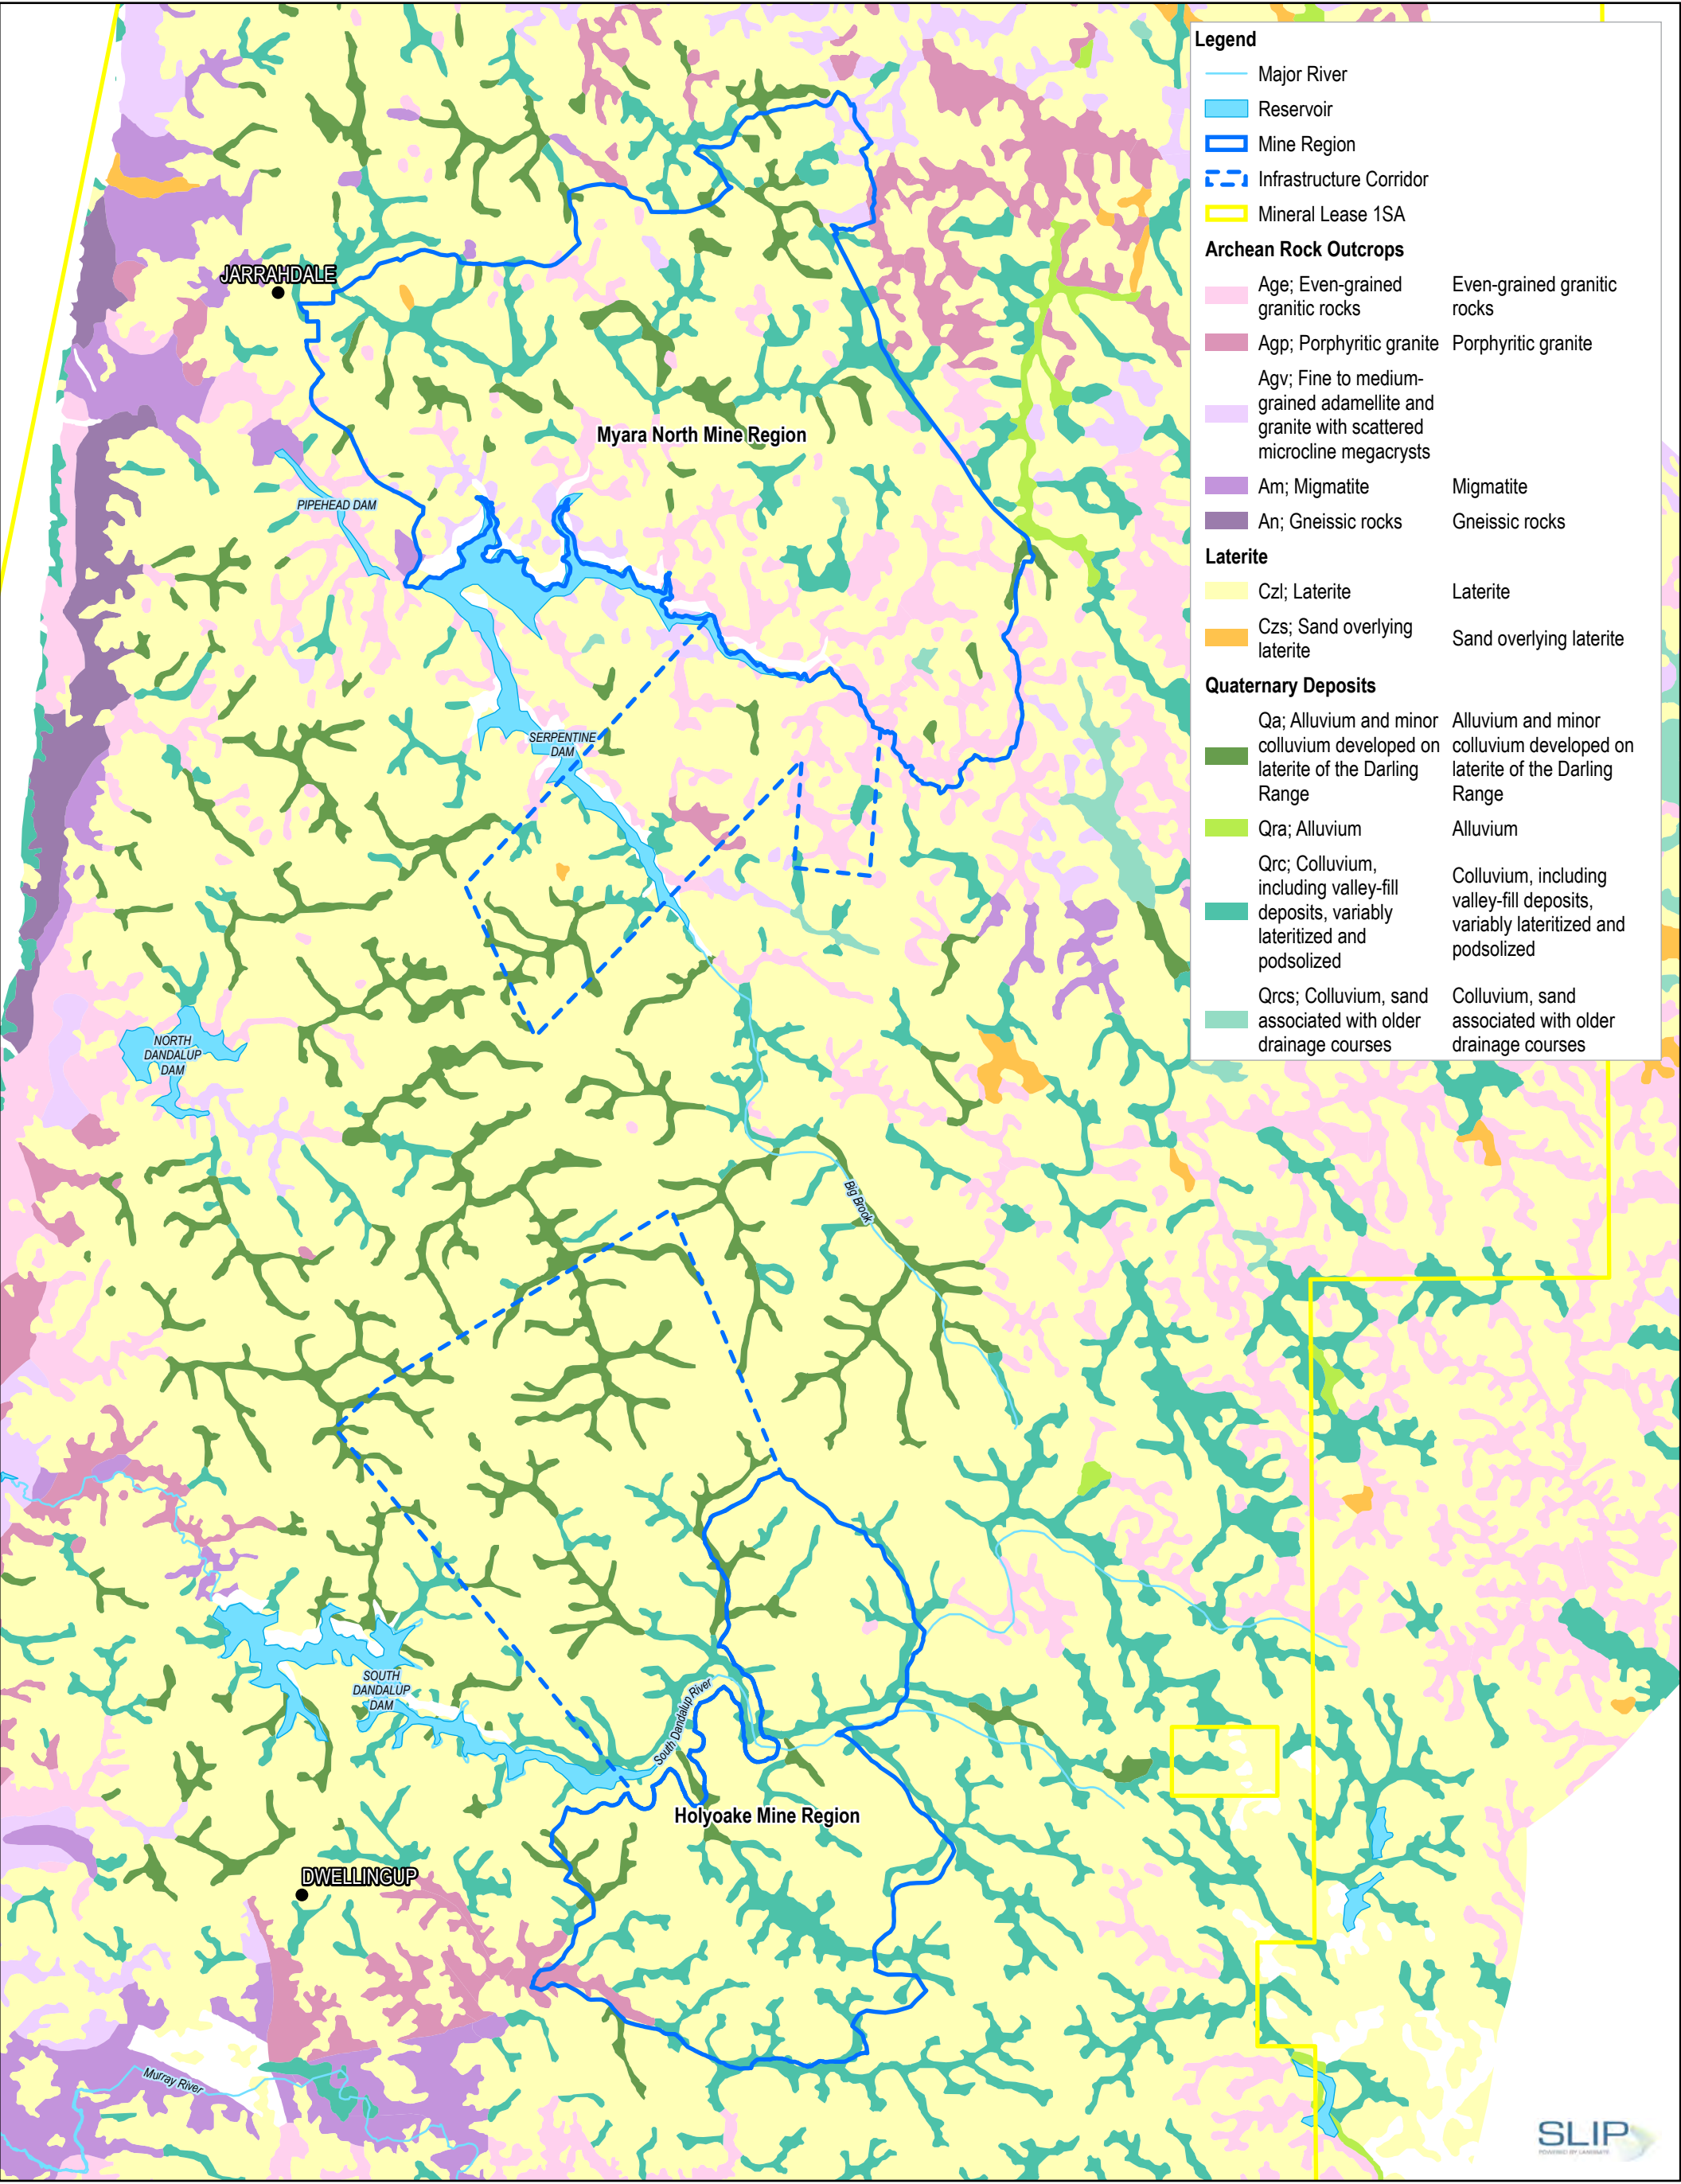 Legend
Major River
Reservoir
Mine Region
Infrastructure Corridor
Mineral Lease 1SA
Archean Rock Outcrops
Age; Even-grained
granitic rocks
Even-grained granitic
rocks
Agp; Porphyritic granite
Porphyritic granite
Agv; Fine to medium-
grained adamellite and
granite with scattered
microcline megacrysts
Am; Migmatite
Migmatite
An; Gneissic rocks
Gneissic rocks
Laterite
Czl; Laterite
Laterite
Czs; Sand overlying
laterite
Sand overlying laterite
Quaternary Deposits
Qa; Alluvium and minor
colluvium developed on
laterite of the Darling
Range
Alluvium and minor
colluvium developed on
laterite of the Darling
Range
Qra; Alluvium
Alluvium
Qrc; Colluvium,
including valley-fill
deposits, variably
lateritized and
podsolized
Colluvium, including
valley-fill deposits,
variably lateritized and
podsolized
Qrcs; Colluvium, sand
associated with older
drainage courses
Colluvium, sand
associated with older
drainage courses
JARRAHDALE
Myara North Mine Region
PIPEHEAD DAM
SERPENTINE
DAM
NORTH
DANDALUP
DAM
Big Brook
SOUTH
DANDALUP
DAM
South Dandalup River
Holyoake Mine Region
DWELLINGUP
Murray River
SLIP
POWERED BY LANDGATE